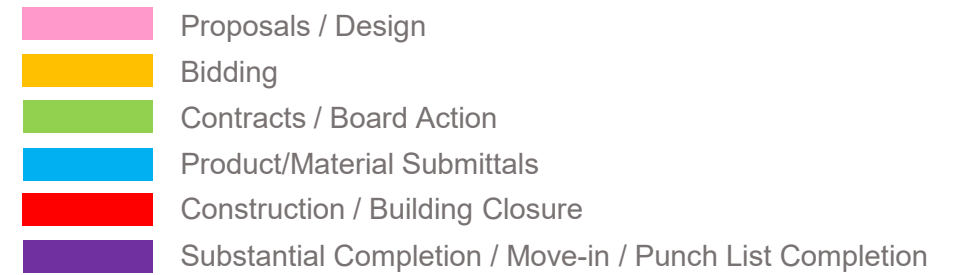 Proposals / Design
Bidding
Contracts / Board Action
Product/Material Submittals
Construction / Building Closure
Substantial Completion / Move-in / Punch List Completion